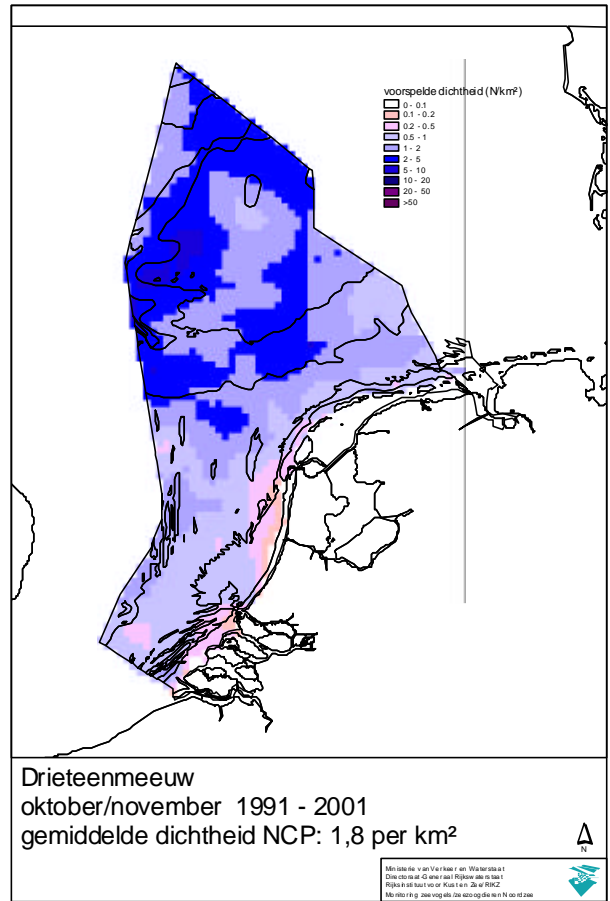 voorspelde dichtheid (N/km²)
0 - 0.1
0.1 - 0.2
0.2 - 0.5
0.5 - 1
1 - 2
2 - 5
5 - 10
10 - 20
20 - 50
>50
Drieteenmeeuw
oktober/november 1991 - 2001
gemiddelde dichtheid NCP: 1,8 per km²
N
Ministerie van Verkeer en Waterstaat
Directoraat-Generaal Rijkswaterstaat
Rijksinstituut voor Kust en Zee/RIKZ
Monitoring zeevogels/zeezoogdieren Noordzee